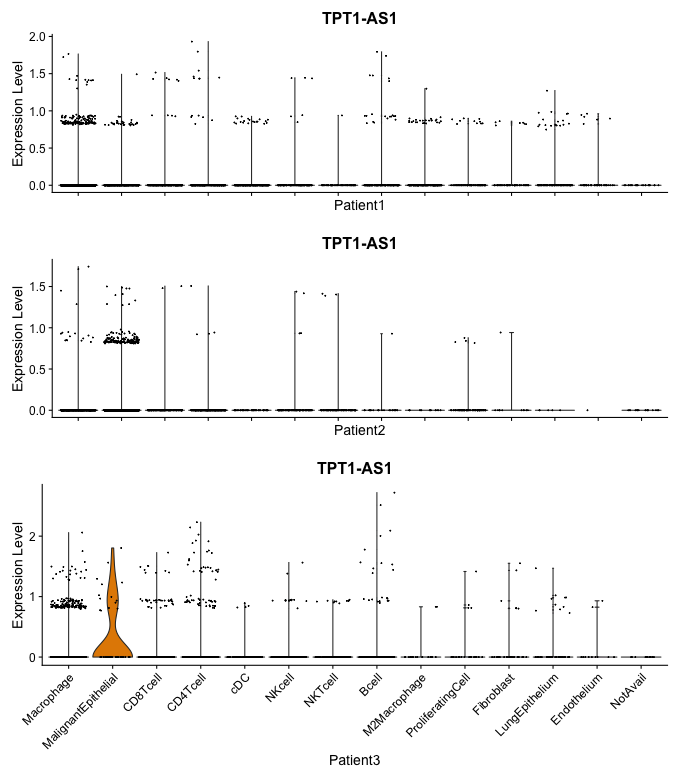 TPT1-AS1
Expression Level
2.0
1.5
1.0
0.5
0.0
Patient1
TPT1-AS1
Expression Level
1.5
1.0
0.5
0.0
Patient2
TPT1-AS1
Expression Level
2
1
0
Macrophage
MalignantEpithelial
CD8Tcell
CD4Tcell
cDC
NKcell
NKTcell
Bcell
M2Macrophage
ProliferatingCell
Fibroblast
LungEpithelium
Endothelium
NotAvail
Patient3